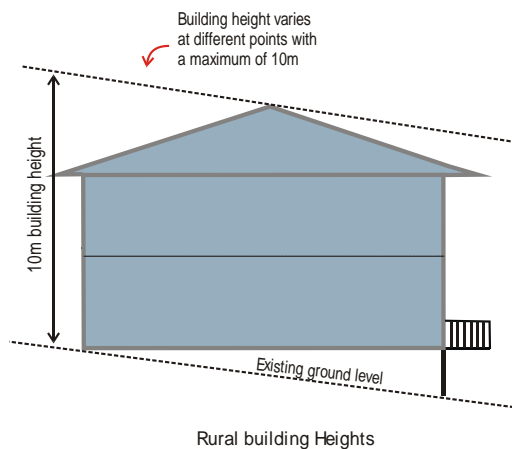 Building height varies
at different points with
a maximum of 10m
10m building height
Existing ground level
Rural building Heights